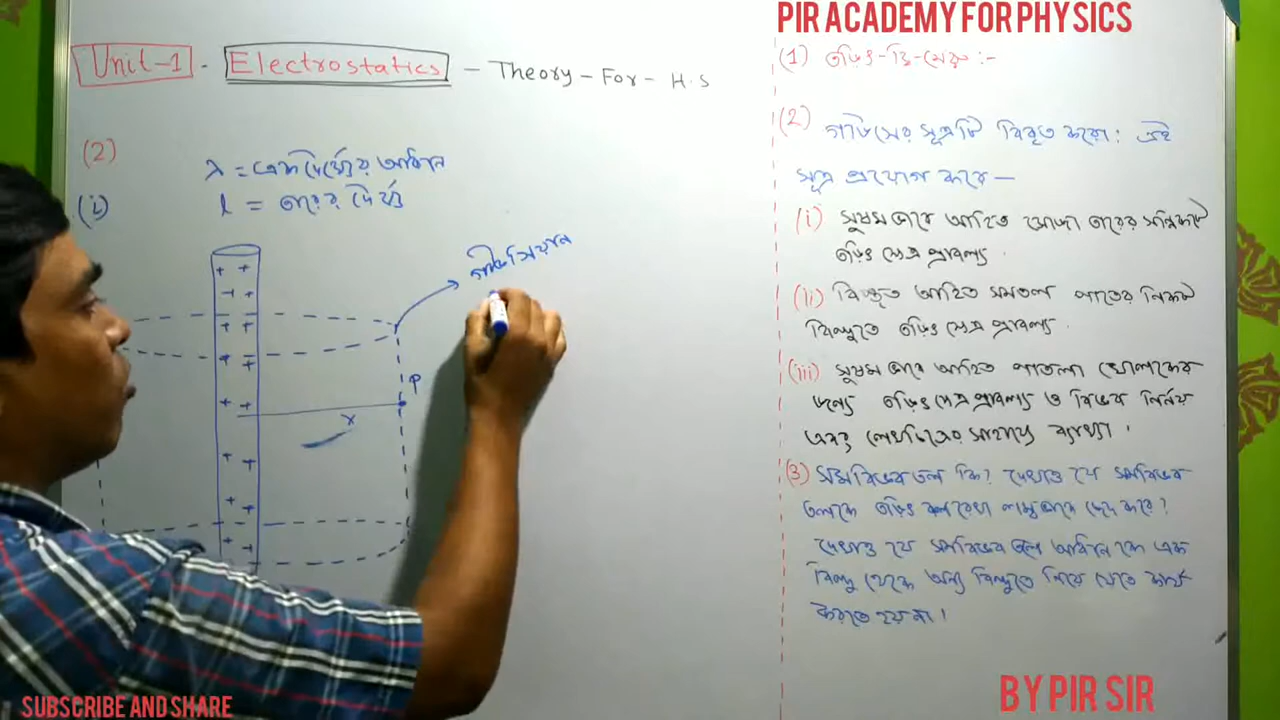 PIR ACADEMY FOR PHYSICS
Unit-1 - Electrostatics - Theory - For - H.S
(2)
λ = একক দৈর্ঘ্যের আধান
(i)
l = তারের দৈর্ঘ্য
গাউসিয়ান
P
x
(1) তড়িৎ-দ্বি-মেরু :-
(2) গাউসের সূত্রটি বিবৃত করো। এই
সূত্র প্রয়োগ করে —
(i) সুষমভাবে আহিত সোজা তারের সন্নিকটে
তড়িৎ ক্ষেত্র প্রাবল্য.
(ii) বিস্তৃত আহিত সমতল পাতের নিকট
বিন্দুতে তড়িৎ ক্ষেত্র প্রাবল্য.
(iii) সুষম ভাবে আহিত পাতলা গোলকের
জন্য তড়িৎ ক্ষেত্র প্রাবল্য ও বিভব নির্ণয়
এবং লেখচিত্রের সাহায্যে ব্যাখ্যা।
(3) সমবিভব তল কি? দেখাও যে সমবিভব
তলকে তড়িৎ বলরেখা লম্বভাবে ছেদ করে?
দেখাও যে সমবিভব তলে আধান কে এক
বিন্দু থেকে অন্য বিন্দুতে নিয়ে যেতে কার্য
করতে হয় না।
SUBSCRIBE AND SHARE
BY PIR SIR